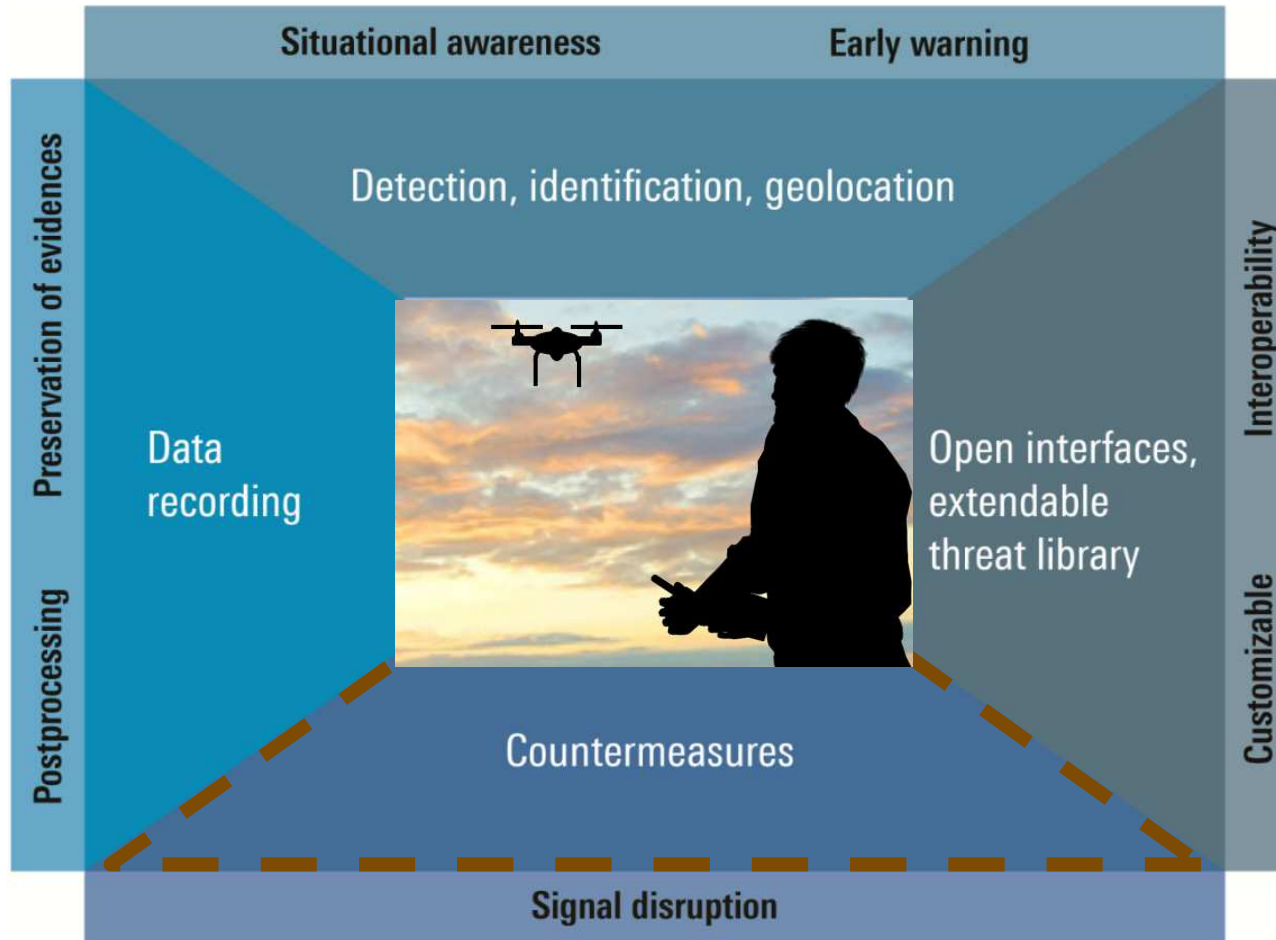 Situational awareness
Early warning
Detection, identification, geolocation
Preservation of evidences
Postprocessing
Data
recording
Open interfaces,
extendable
threat library
Interoperability
Customizable
Countermeasures
Signal disruption